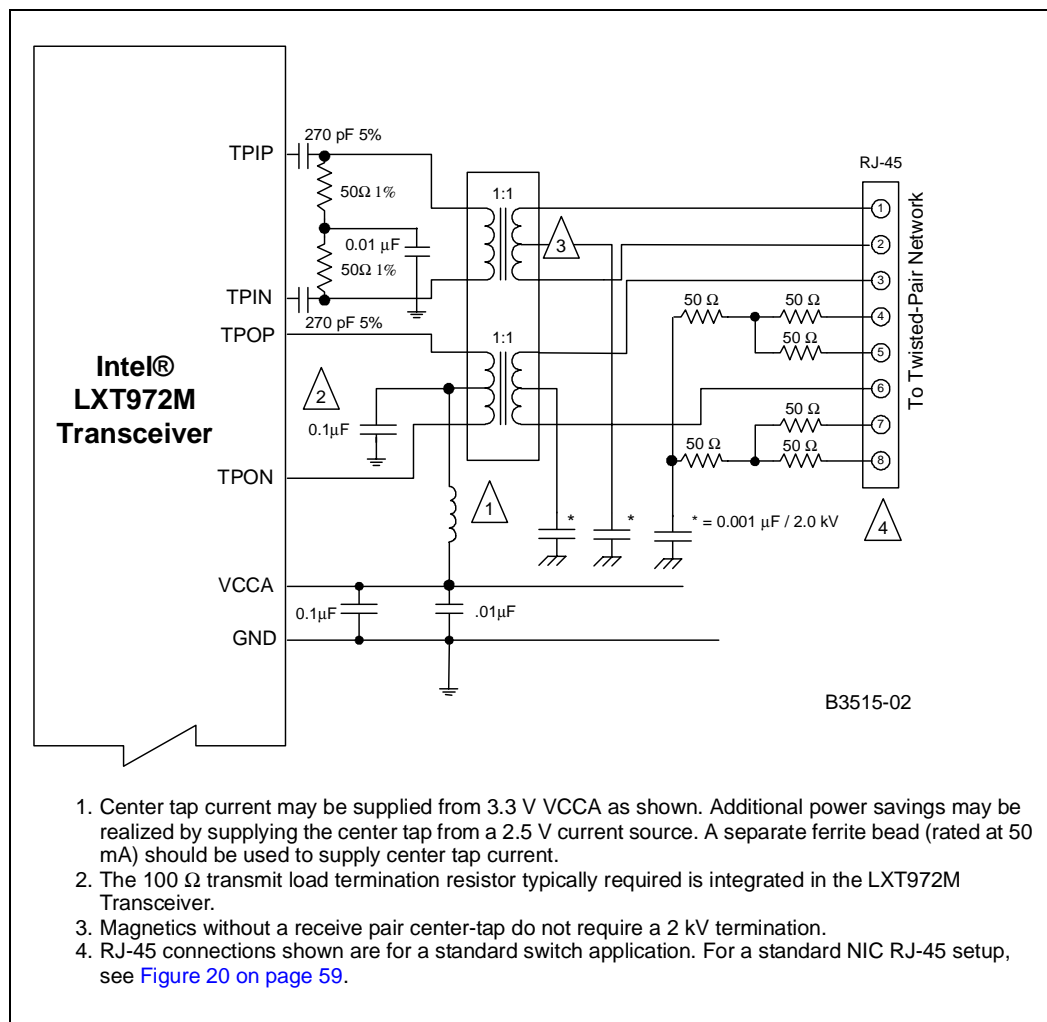 270 pF 5%
TPIP
50Ω 1%
0.01 µF
50Ω 1%
TPIN
270 pF 5%
TPOP
Intel®
LXT972M
Transceiver
2
0.1µF
TPON
1:1
3
1:1
1
RJ-45
1
2
3
4
5
6
7
8
To Twisted-Pair Network
50 Ω
50 Ω
50 Ω
50 Ω
50 Ω
50 Ω
*
*
* = 0.001 µF / 2.0 kV
4
VCCA
0.1µF
.01µF
GND
B3515-02
1. Center tap current may be supplied from 3.3 V VCCA as shown. Additional power savings may be
realized by supplying the center tap from a 2.5 V current source. A separate ferrite bead (rated at 50
mA) should be used to supply center tap current.
2. The 100 Ω transmit load termination resistor typically required is integrated in the LXT972M
Transceiver.
3. Magnetics without a receive pair center-tap do not require a 2 kV termination.
4. RJ-45 connections shown are for a standard switch application. For a standard NIC RJ-45 setup,
see Figure 20 on page 59.